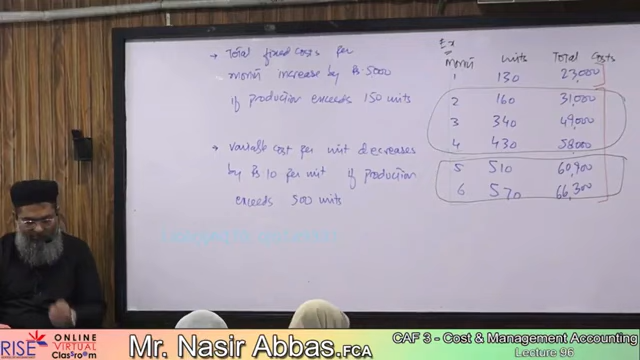 → Total fixed costs per
month increase by Rs 5000
if production exceeds 150 units
→ variable cost per unit decreases
by Rs 10 per unit if production
exceeds 500 units
Ex
Month units Total Costs
1 130 23,000
2 160 31,000
3 340 49,000
4 430 58000
5 510 60,900
6 570 66,300
RISE ONLINE VIRTUAL Classroom
Mr. Nasir Abbas.FCA
CAF 3 - Cost & Management Accounting
Lecture 96